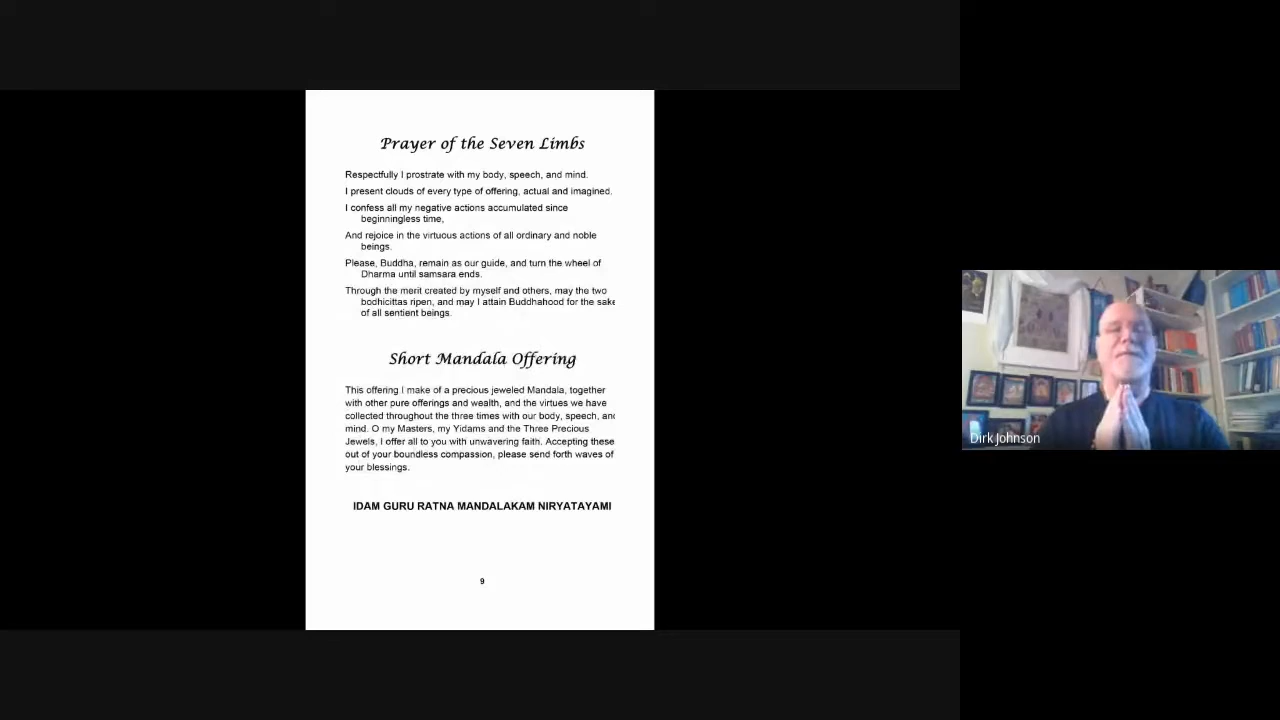 Prayer of the Seven Limbs
Respectfully I prostrate with my body, speech, and mind.
I present clouds of every type of offering, actual and imagined.
I confess all my negative actions accumulated since
beginningless time,
And rejoice in the virtuous actions of all ordinary and noble
beings.
Please, Buddha, remain as our guide, and turn the wheel of
Dharma until samsara ends.
Through the merit created by myself and others, may the two
bodhicittas ripen, and may I attain Buddhahood for the sake
of all sentient beings.
Short Mandala Offering
This offering I make of a precious jeweled Mandala, together
with other pure offerings and wealth, and the virtues we have
collected throughout the three times with our body, speech, and
mind. O my Masters, my Yidams and the Three Precious
Jewels, I offer all to you with unwavering faith. Accepting these
out of your boundless compassion, please send forth waves of
your blessings.
IDAM GURU RATNA MANDALAKAM NIRYATAYAMI
9
Dirk Johnson